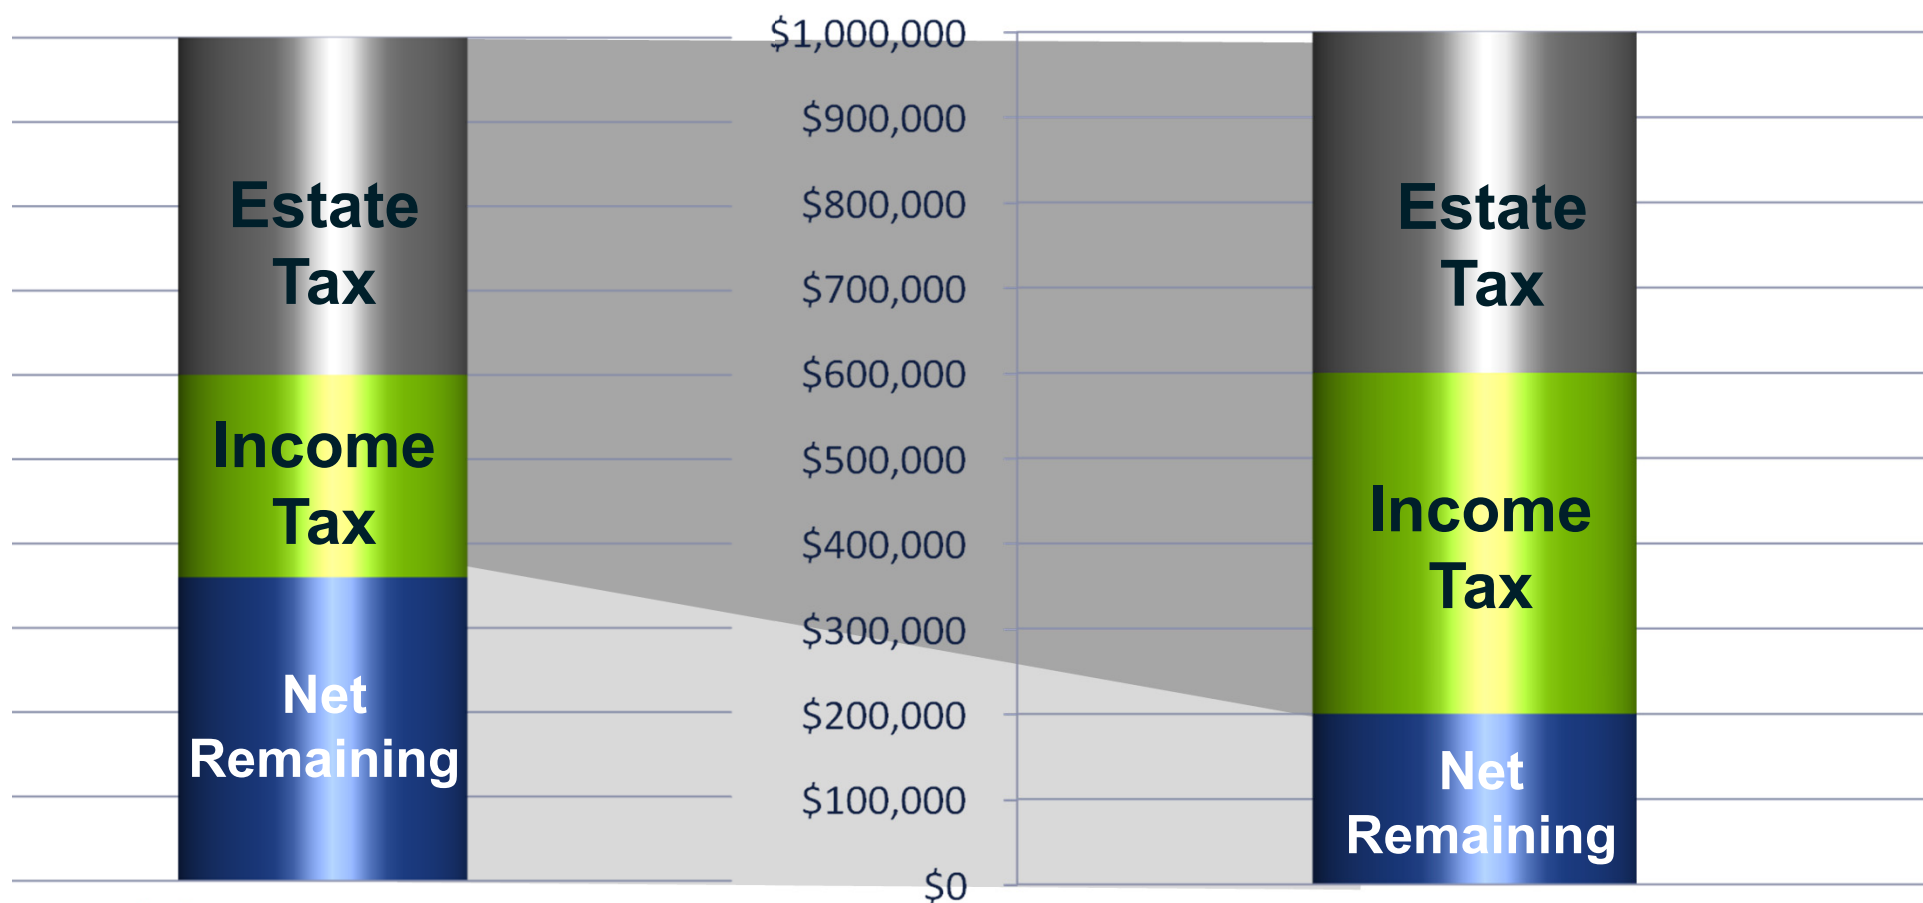 Estate
Tax
Income
Tax
Net
Remaining
$1,000,000
$900,000
$800,000
$700,000
$600,000
$500,000
$400,000
$300,000
$200,000
$100,000
$0
Estate
Tax
Income
Tax
Net
Remaining